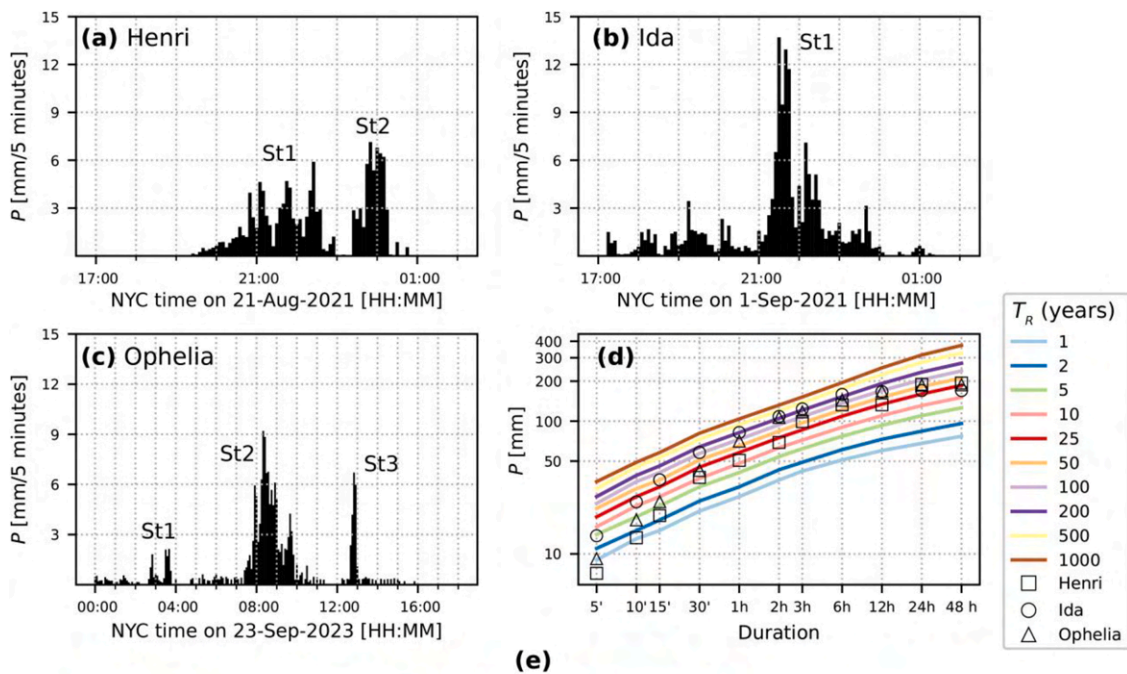 (a) Henri
St1
St2
15
12
9
6
3
P [mm/5 minutes]
17:00 21:00 01:00
NYC time on 21-Aug-2021 [HH:MM]
(b) Ida
St1
15
12
9
6
3
P [mm/5 minutes]
17:00 21:00 01:00
NYC time on 1-Sep-2021 [HH:MM]
(c) Ophelia
St1
St2
St3
15
12
9
6
3
P [mm/5 minutes]
00:00 04:00 08:00 12:00 16:00
NYC time on 23-Sep-2023 [HH:MM]
(d)
400
300
200
100
50
10
P [mm]
5' 10' 15' 30' 1h 2h 3h 6h 12h 24h 48 h
Duration
T_R (years)
1
2
5
10
25
50
100
200
500
1000
Henri
Ida
Ophelia
(e)